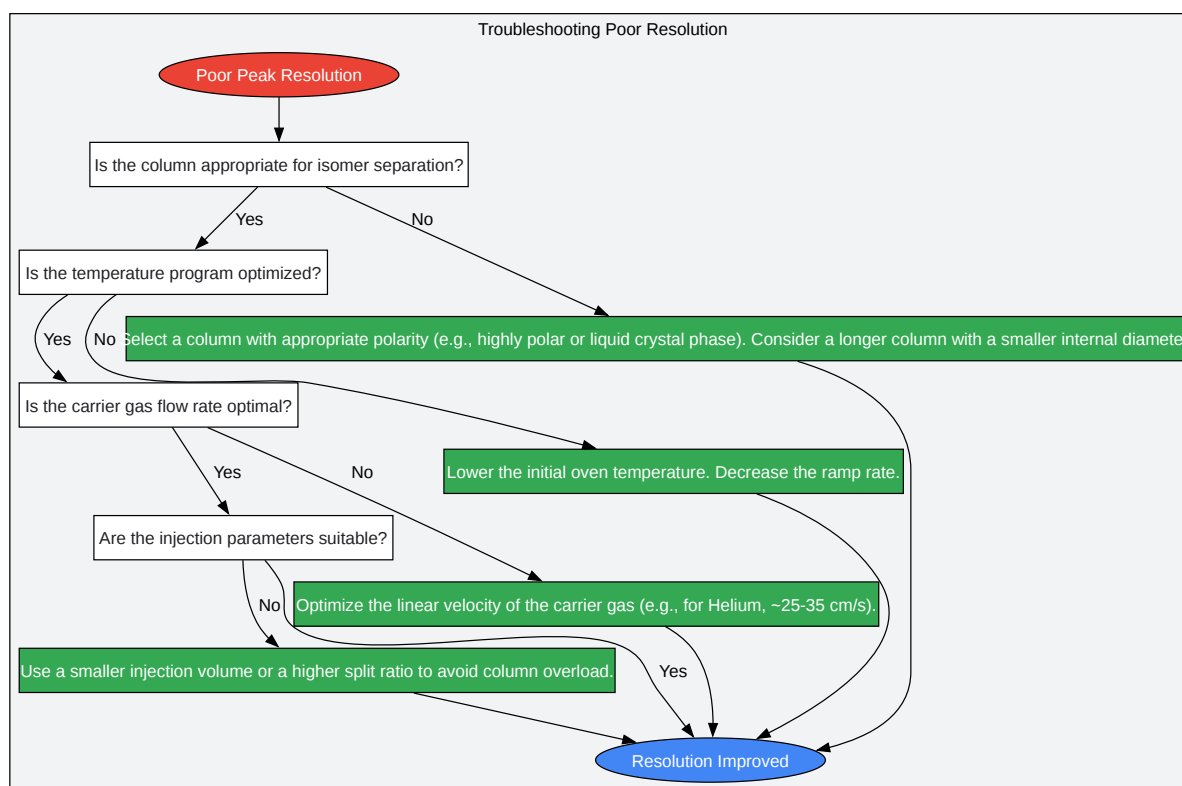 Troubleshooting Poor Resolution
Poor Peak Resolution
Is the column appropriate for isomer separation?
Yes
No
Is the temperature program optimized?
Yes
No
Select a column with appropriate polarity (e.g., highly polar or liquid crystal phase). Consider a longer column with a smaller internal diamete
Is the carrier gas flow rate optimal?
Yes
No
Lower the initial oven temperature. Decrease the ramp rate.
Are the injection parameters suitable?
No
Optimize the linear velocity of the carrier gas (e.g., for Helium, ~25-35 cm/s).
Use a smaller injection volume or a higher split ratio to avoid column overload.
Yes
Resolution Improved